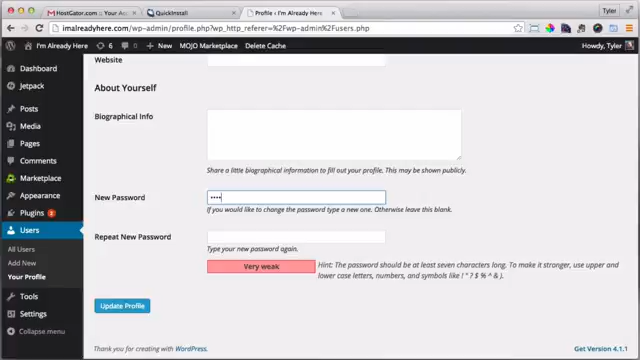 HostGator.com :: Your Acc
QuickInstall
Profile ‹ I'm Already Here
Tyler
imalreadyhere.com/wp-admin/profile.php?wp_http_referer=%2Fwp-admin%2Fusers.php
I'm Already Here 6 0 + New MOJO Marketplace Delete Cache Howdy, Tyler
Dashboard
Jetpack
Posts
Media
Pages
Comments
Marketplace
Appearance
Plugins 2
Users
All Users
Add New
Your Profile
Tools
Settings
Collapse menu
Website
About Yourself
Biographical Info
Share a little biographical information to fill out your profile. This may be shown publicly.
New Password ••••
If you would like to change the password type a new one. Otherwise leave this blank.
Repeat New Password
Type your new password again.
Very weak
Hint: The password should be at least seven characters long. To make it stronger, use upper and
lower case letters, numbers, and symbols like ! " ? $ % ^ & ).
Update Profile
Thank you for creating with WordPress.
Get Version 4.1.1